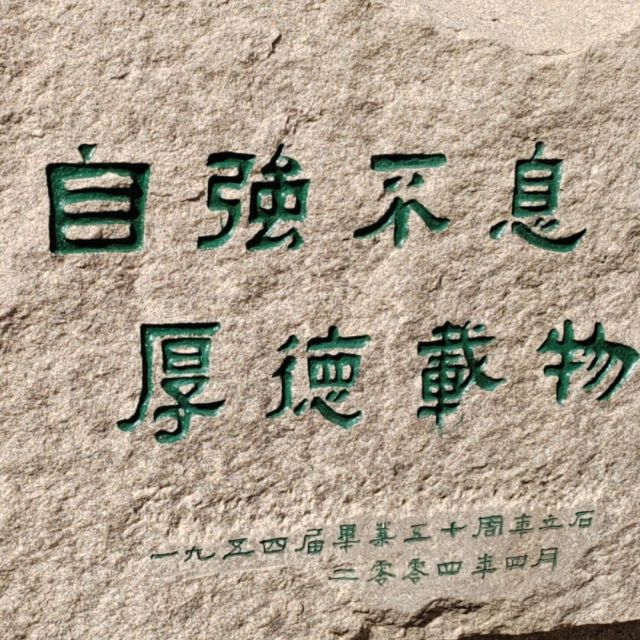 自強不息
厚德載物
一九五四届畢業五十周年立石
二零零四年四月